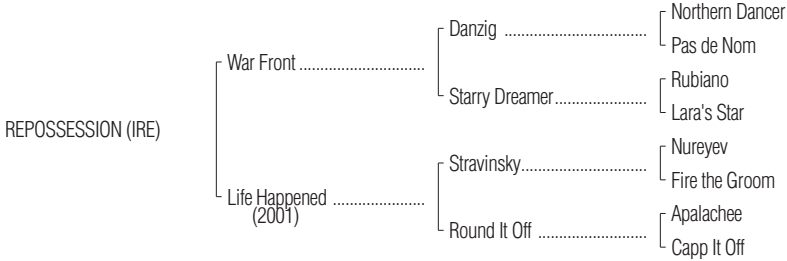 Northern Dancer
Danzig ..................................
Pas de Nom
War Front ..............................
Rubiano
Starry Dreamer......................
Lara's Star
REPOSSESSION (IRE)
Nureyev
Stravinsky..............................
Fire the Groom
Life Happened ......................
(2001)
Apalachee
Round It Off ..........................
Capp It Off